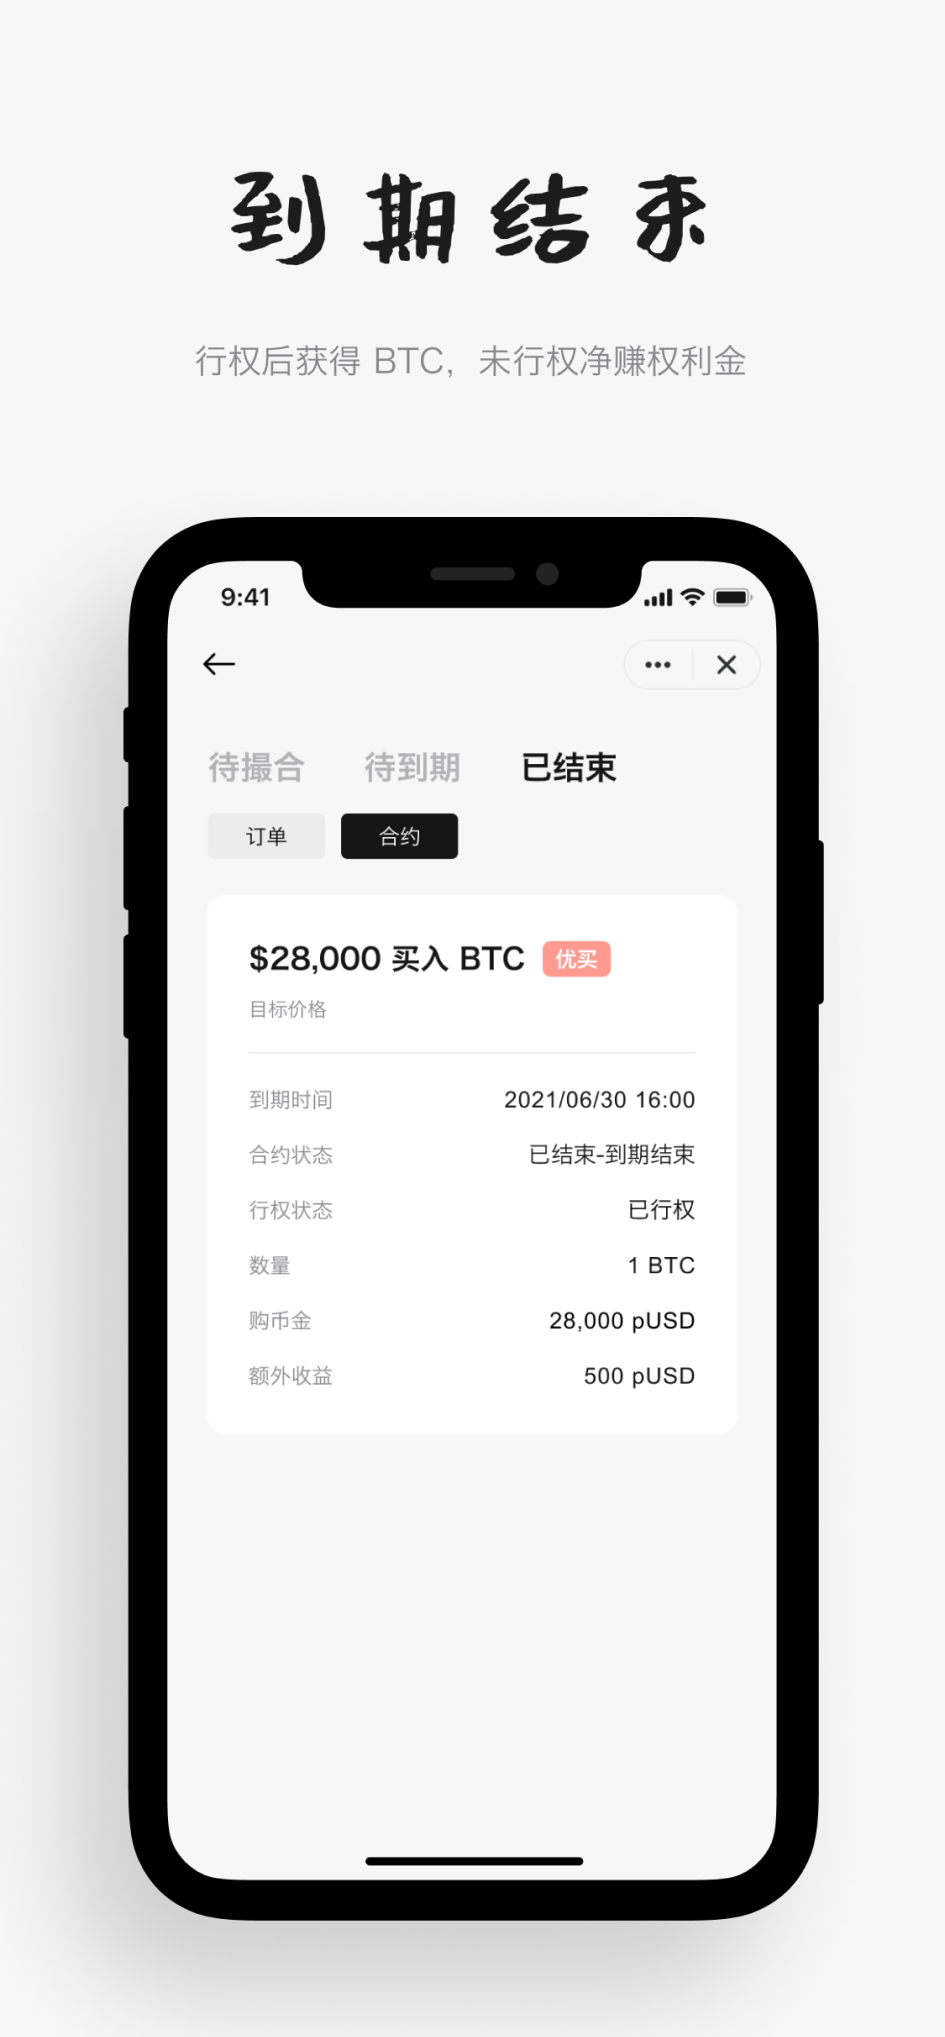 到期结束
行权后获得 BTC，未行权净赚权利金
9:41
待撮合 待到期 已结束
订单 合约
$28,000 买入 BTC 优买
目标价格
到期时间 2021/06/30 16:00
合约状态 已结束-到期结束
行权状态 已行权
数量 1 BTC
购币金 28,000 pUSD
额外收益 500 pUSD